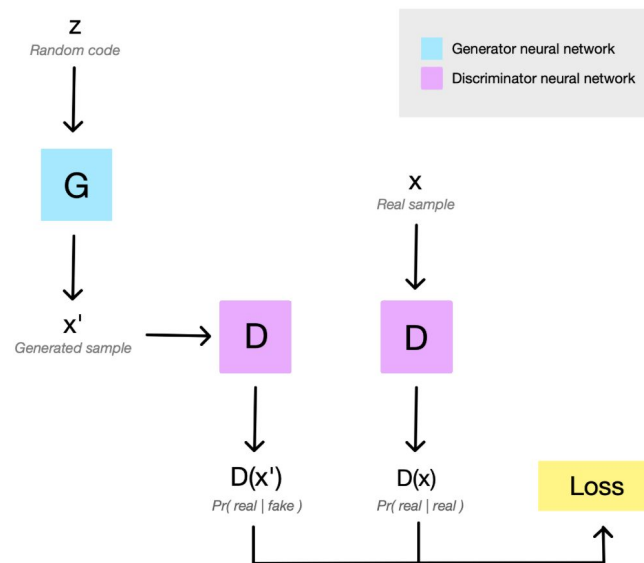 z
Random code
Generator neural network
Discriminator neural network
G
x
Real sample
x'
Generated sample
D
D
D(x')
Pr( real | fake )
D(x)
Pr( real | real )
Loss